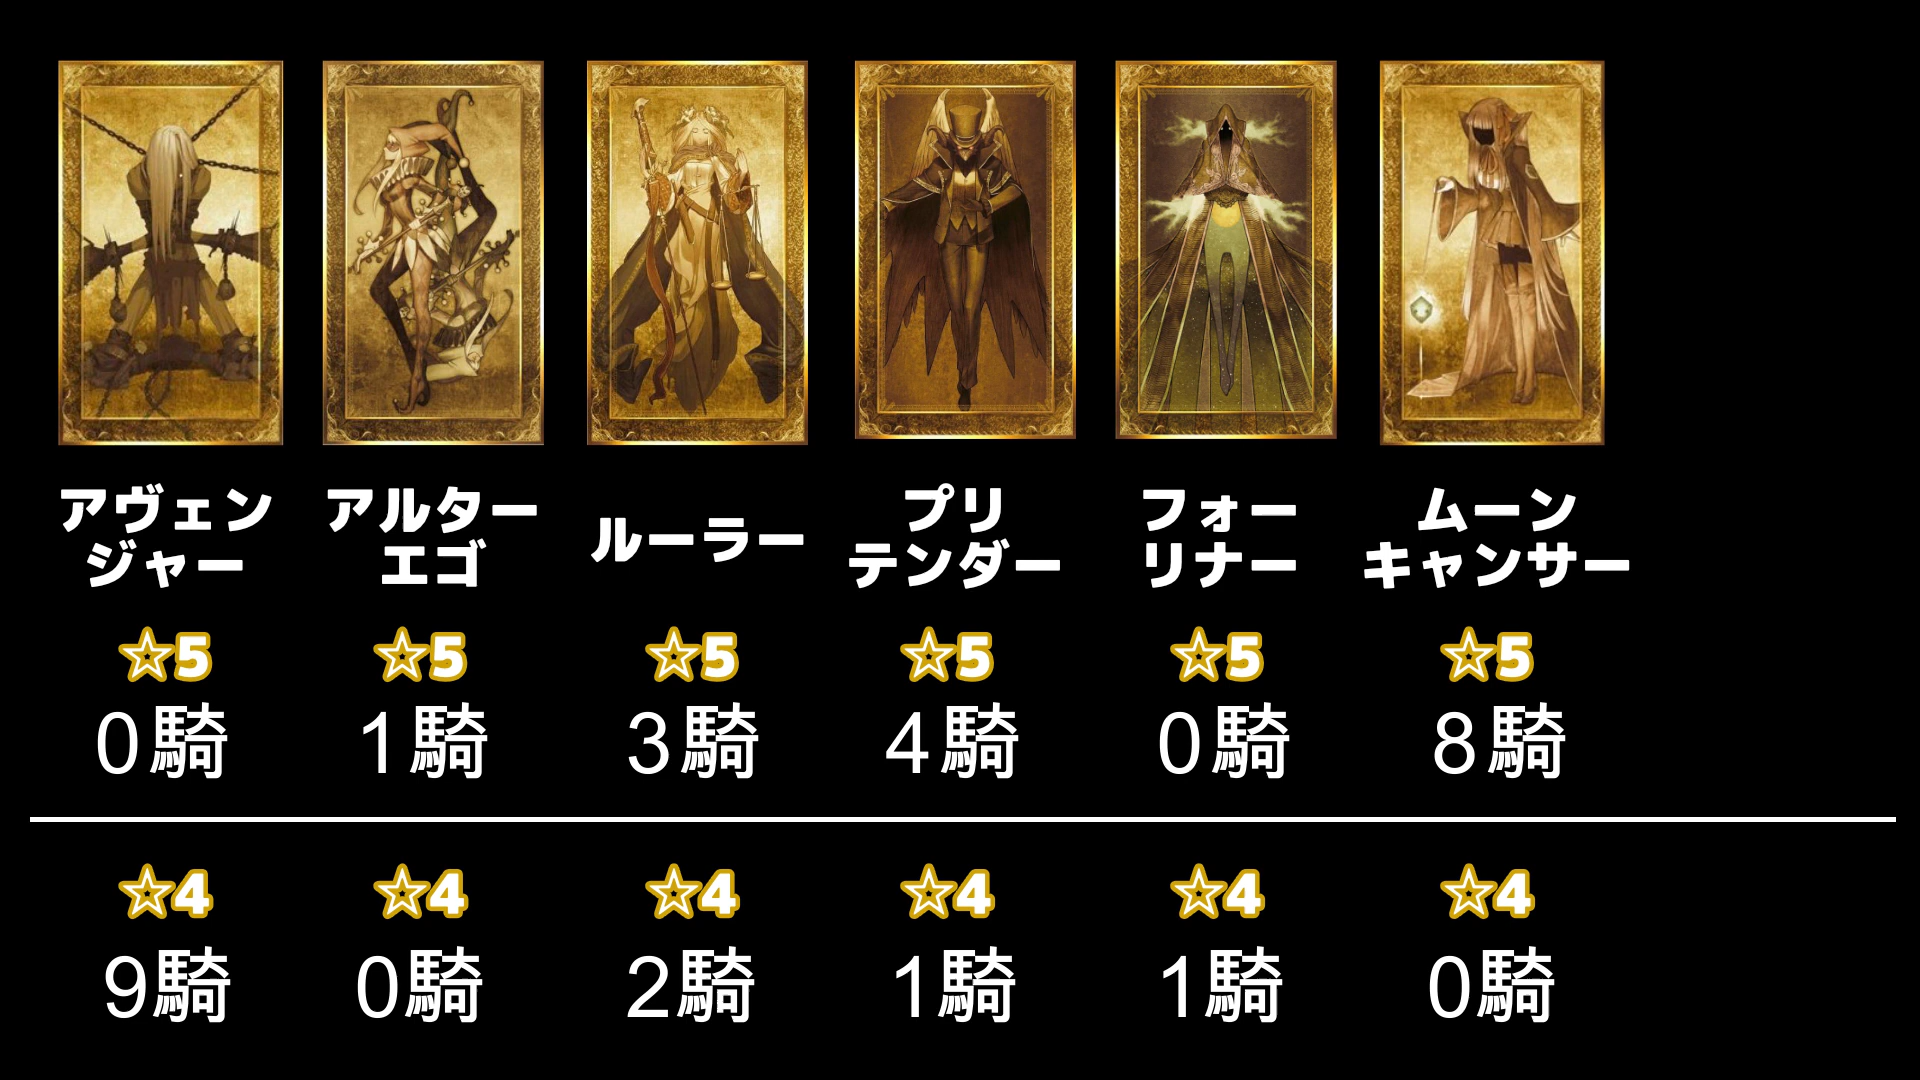 アヴェン
ジャー
アルター
エゴ
ルーラー
プリ
テンダー
フォー
リナー
ムーン
キャンサー
☆5 ☆5 ☆5 ☆5 ☆5 ☆5
0騎 1騎 3騎 4騎 0騎 8騎
☆4 ☆4 ☆4 ☆4 ☆4 ☆4
9騎 0騎 2騎 1騎 1騎 0騎